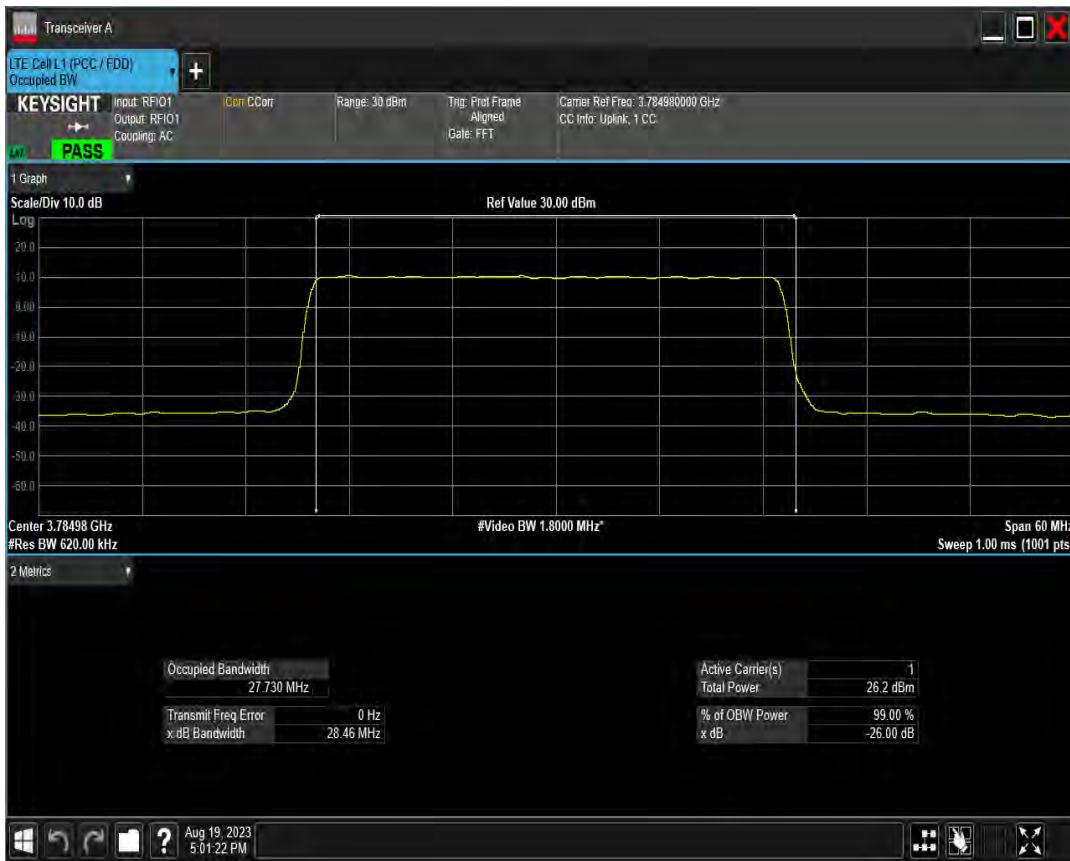 Transceiver A
LTE Cell L1 (PCC / FDD)
Occupied BW
+
KEYSIGHT
Input: RFIO1
Output: RFIO1
Coupling: AC
Corr CCorr
Range: 30 dBm
Trig: Prot Frame
Aligned
Gate: FFT
Carrier Ref Freq: 3.784980000 GHz
CC Info: Uplink, 1 CC
PASS
1 Graph
Scale/Div 10.0 dB
Ref Value 30.00 dBm
Log
20.0
10.0
0.00
-10.0
-20.0
-30.0
-40.0
-50.0
-60.0
Center 3.78498 GHz
#Video BW 1.8000 MHz*
Span 60 MHz
#Res BW 620.00 kHz
Sweep 1.00 ms (1001 pts
2 Metrics
Occupied Bandwidth
27.730 MHz
Transmit Freq Error 0 Hz
x dB Bandwidth 28.46 MHz
Active Carrier(s) 1
Total Power 26.2 dBm
% of OBW Power 99.00 %
x dB -26.00 dB
?
Aug 19, 2023
5:01:22 PM